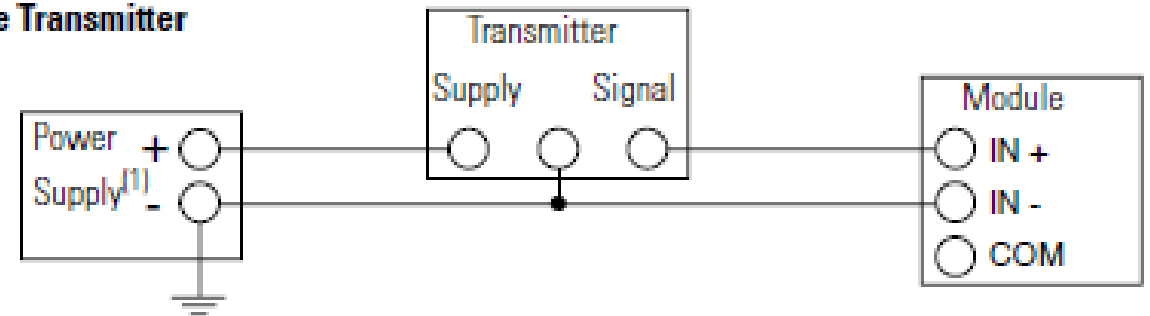 e Transmitter
Transmitter
Supply Signal
Module
Power +
Supply(1) -
IN +
IN -
COM